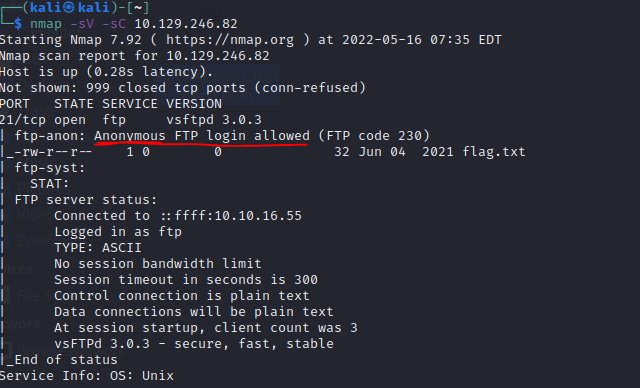 (kali㉿kali)-[~]
$ nmap -sV -sC 10.129.246.82
Starting Nmap 7.92 ( https://nmap.org ) at 2022-05-16 07:35 EDT
Nmap scan report for 10.129.246.82
Host is up (0.28s latency).
Not shown: 999 closed tcp ports (conn-refused)
PORT   STATE SERVICE VERSION
21/tcp open  ftp     vsftpd 3.0.3
| ftp-anon: Anonymous FTP login allowed (FTP code 230)
|_-rw-r--r--    1 0        0              32 Jun 04  2021 flag.txt
| ftp-syst:
|   STAT:
| FTP server status:
|      Connected to ::ffff:10.10.16.55
|      Logged in as ftp
|      TYPE: ASCII
|      No session bandwidth limit
|      Session timeout in seconds is 300
|      Control connection is plain text
|      Data connections will be plain text
|      At session startup, client count was 3
|      vsFTPd 3.0.3 - secure, fast, stable
|_End of status
Service Info: OS: Unix